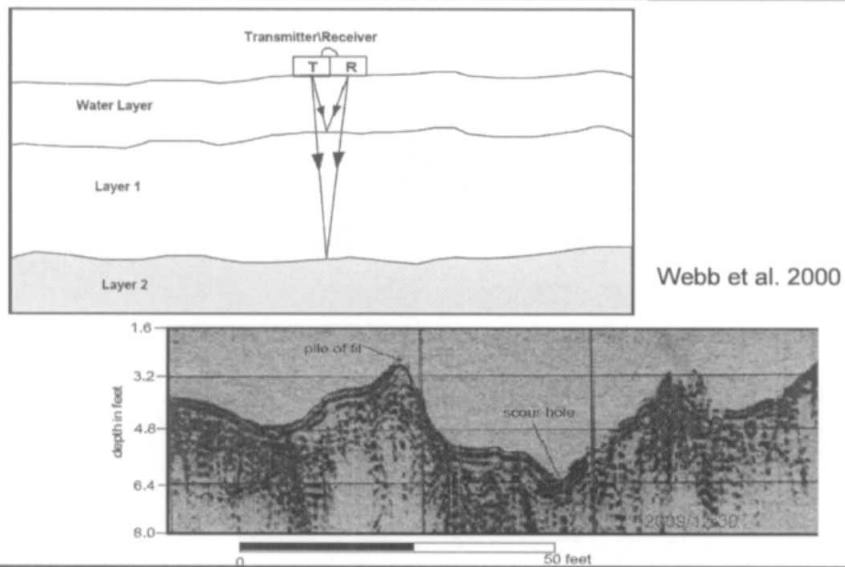 Transmitter\Receiver
T R
Water Layer
Layer 1
Layer 2
Webb et al. 2000
1.6
pile of fil
3.2
scour hole
4.8
depth in feet
6.4
8.0
0
50 feet